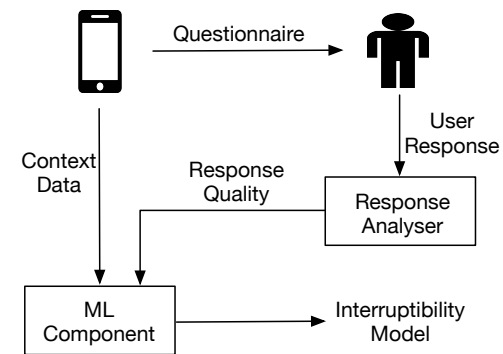 Questionnaire
User
Response
Context
Data
Response
Quality
Response
Analyser
ML
Component
Interruptibility
Model